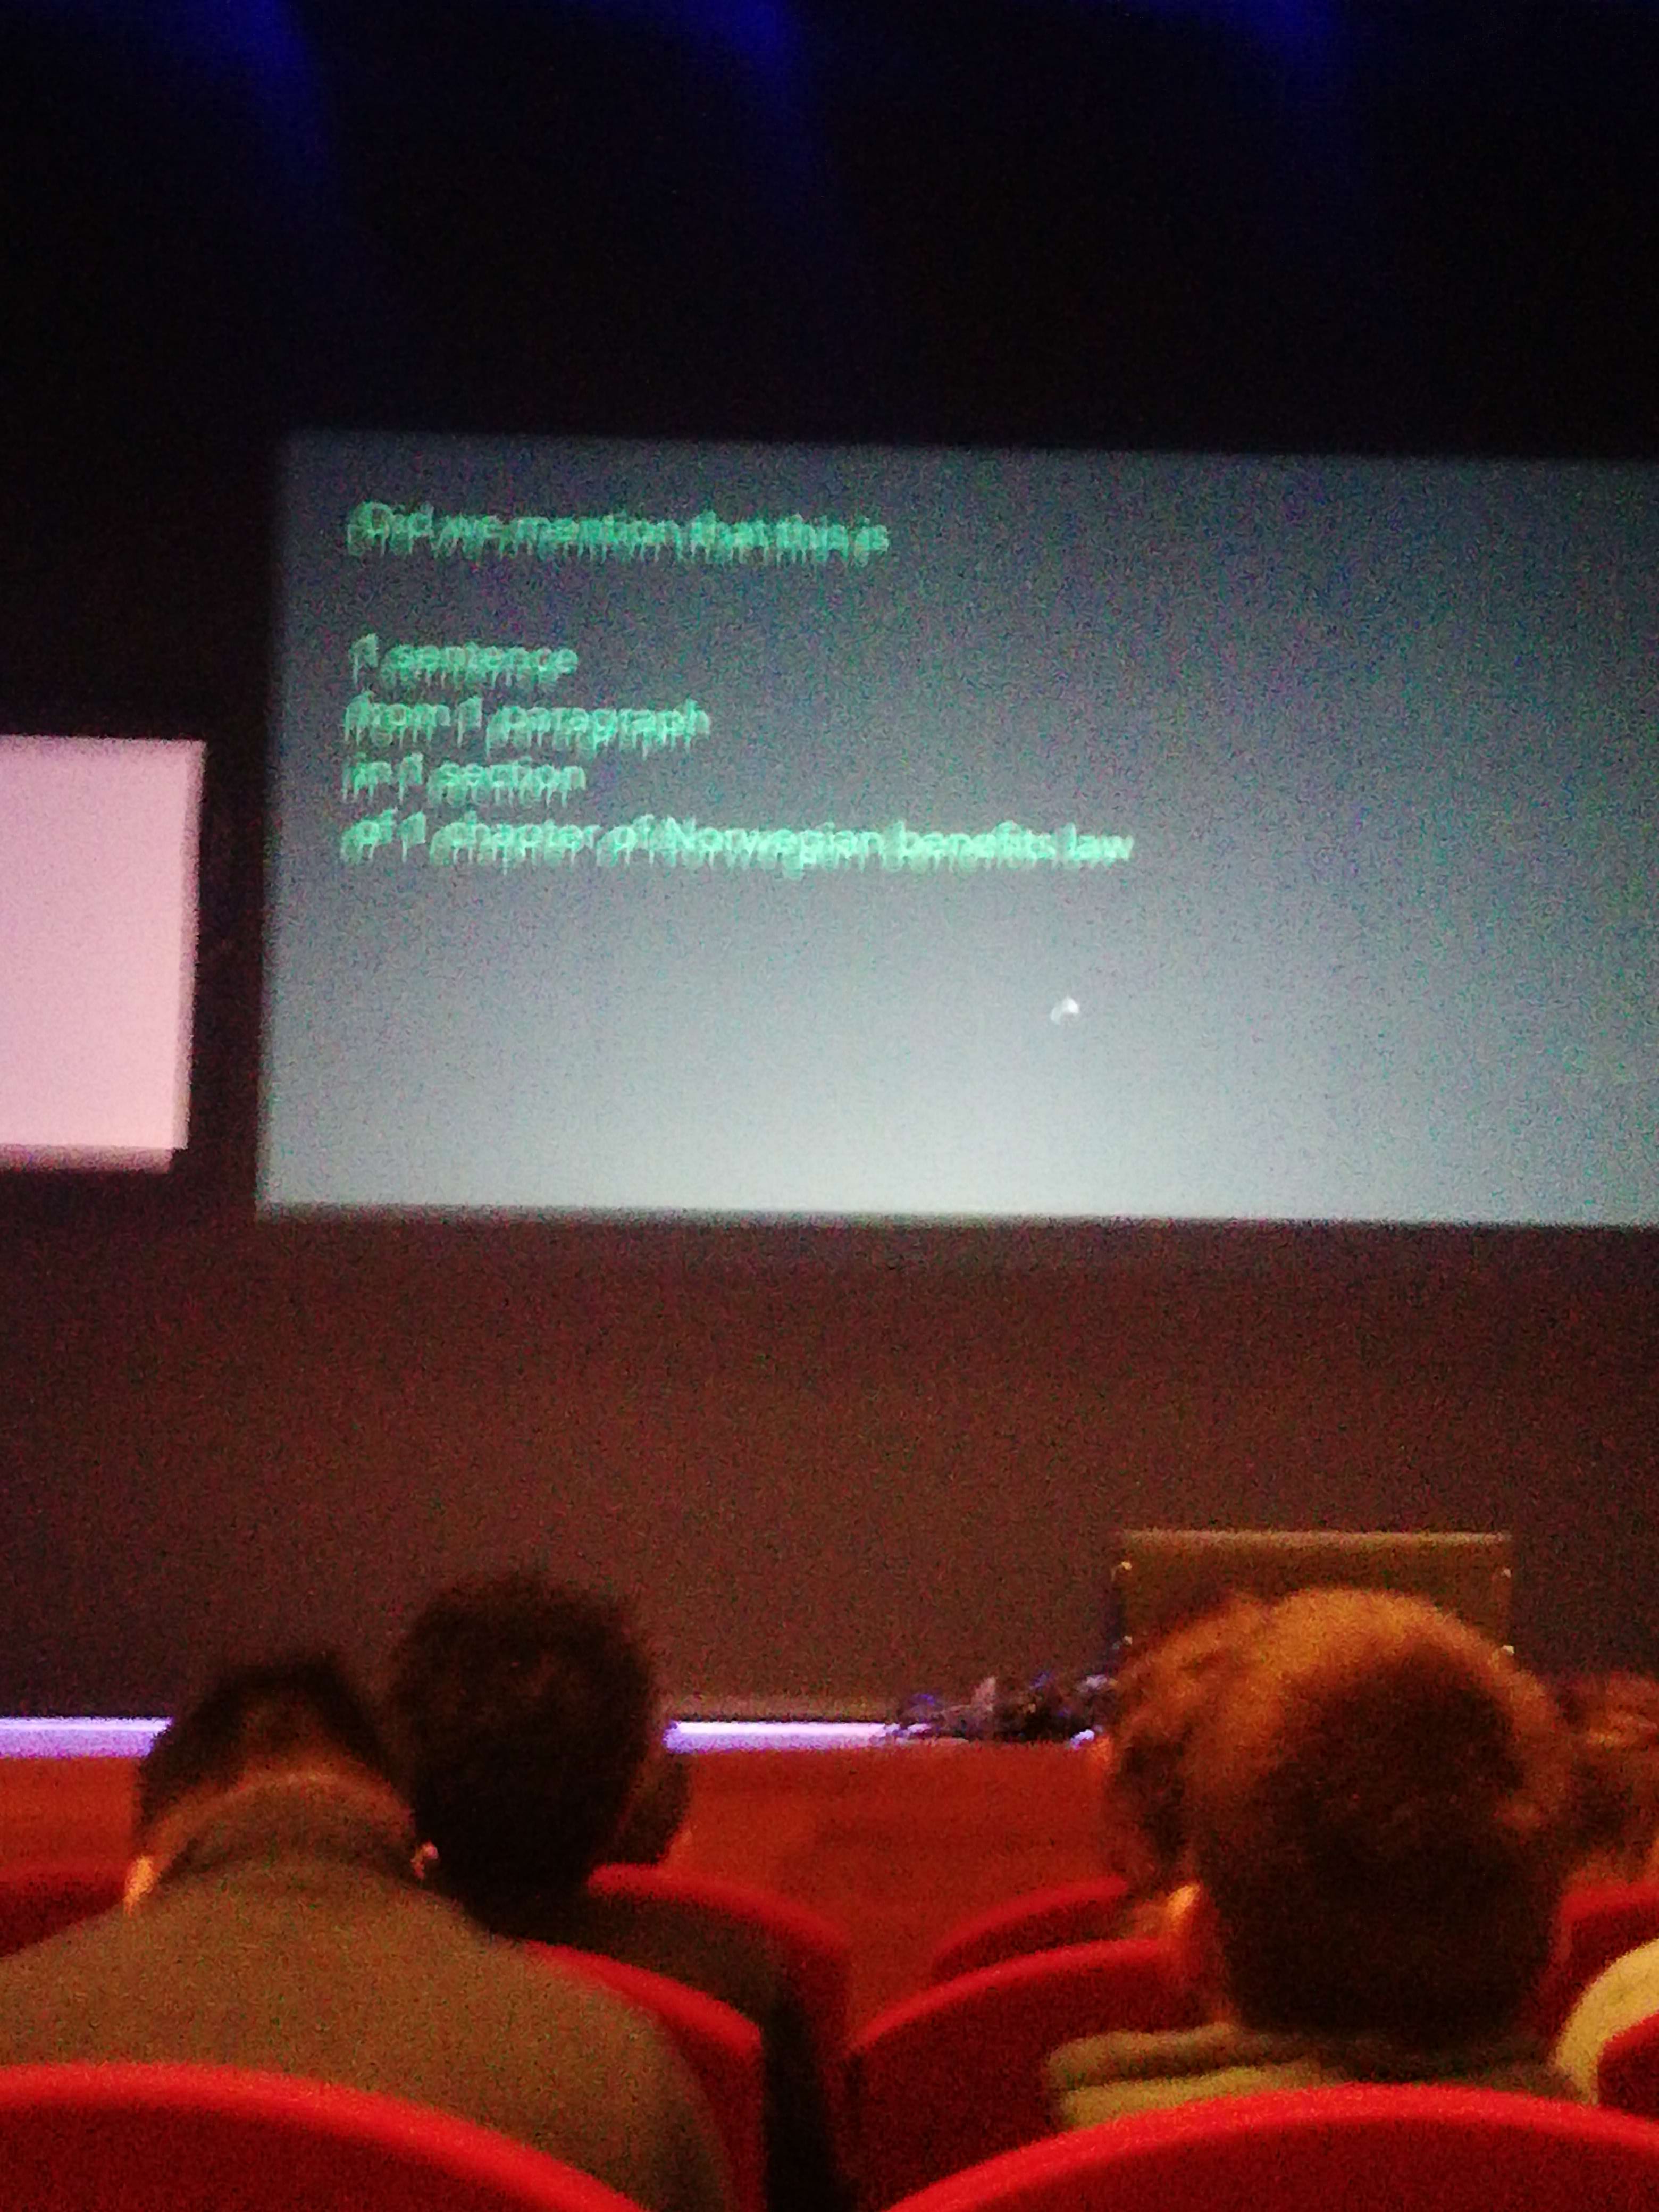 Did we mention that this is
1 sentence
from 1 paragraph
in 1 section
of 1 chapter of Norwegian benefits law